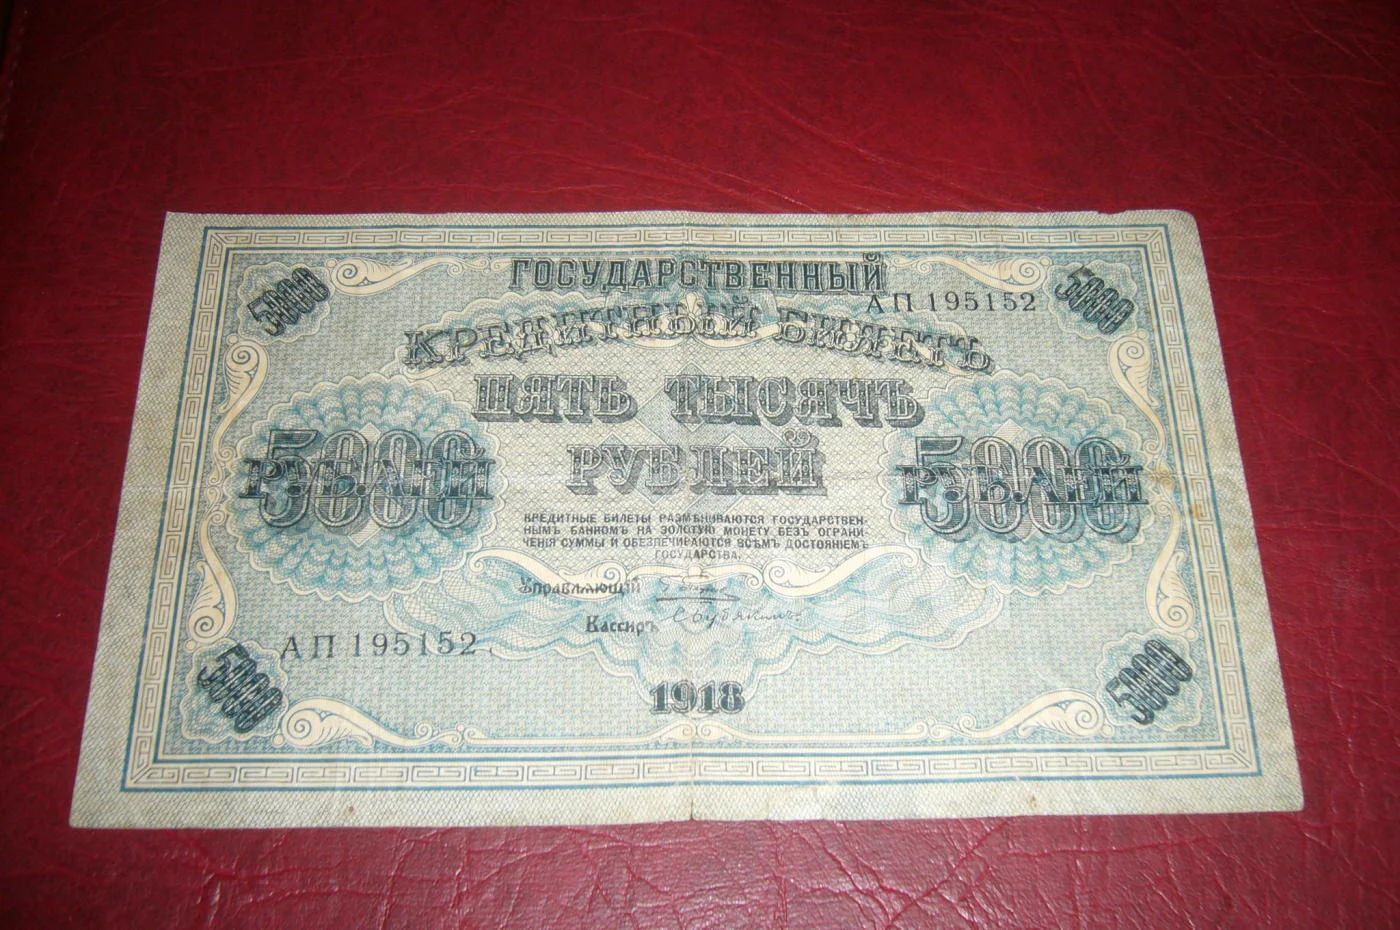 5000
ГОСУДАРСТВЕННЫЙ
5000
АП 195152
КРЕДИТНЫЙ БИЛЕТЪ
ПЯТЬ ТЫСЯЧЪ
РУБЛЕЙ
5000
РУБЛЕЙ
5000
РУБЛЕЙ
КРЕДИТНЫЕ БИЛЕТЫ РАЗМѢНИВАЮТСЯ ГОСУДАРСТВЕН-
НЫМЪ БАНКОМЪ НА ЗОЛОТУЮ МОНЕТУ БЕЗЪ ОГРАНИ-
ЧЕНІЯ СУММЫ И ОБЕЗПЕЧИВАЮТСЯ ВСѢМЪ ДОСТОЯНІЕМЪ
ГОСУДАРСТВА.
Управляющій
Кассиръ
АП 195152
5000
1918
5000